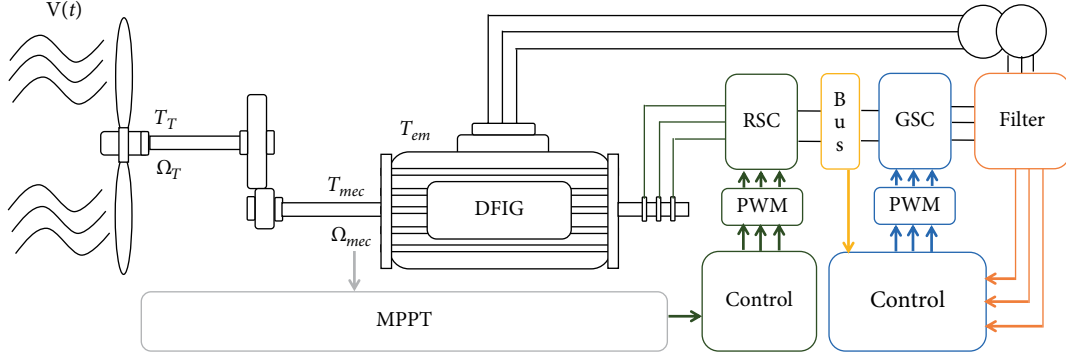 V(t)
T_T
Ω_T
T_em
T_mec
Ω_mec
DFIG
RSC
B
u
s
GSC
Filter
PWM
PWM
Control
Control
MPPT